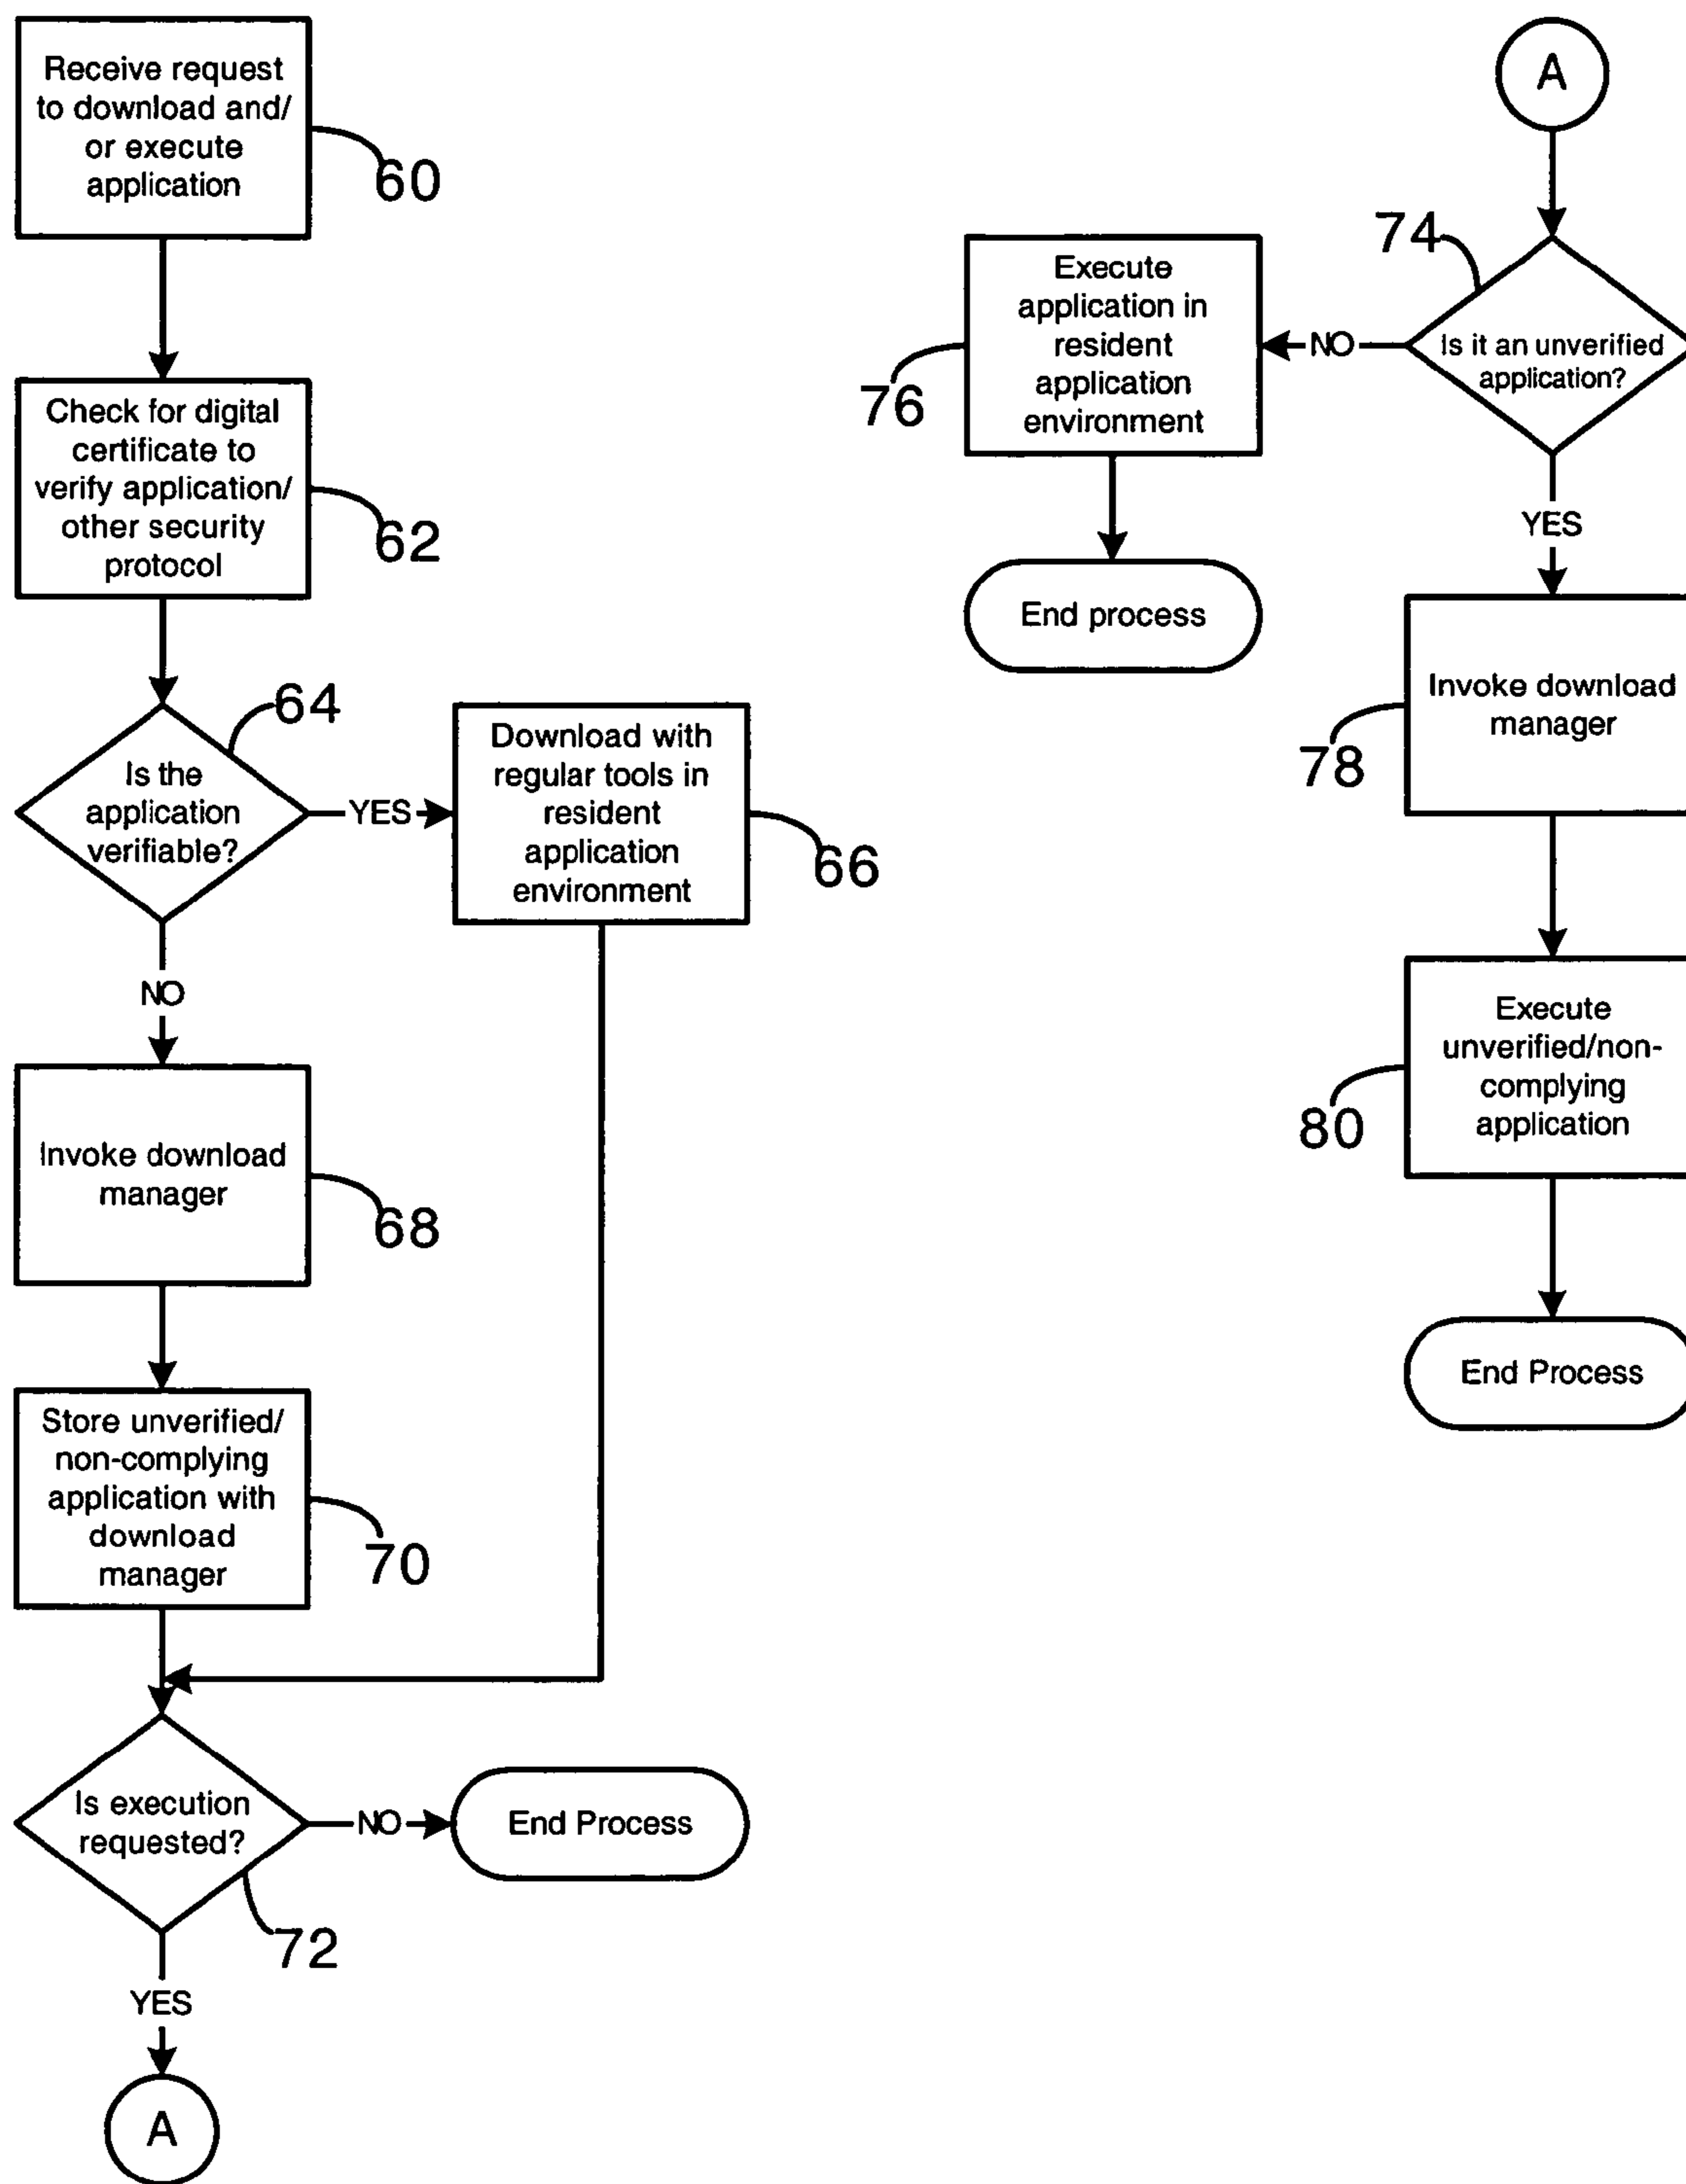 Receive request
to download and/
or execute
application
60
Check for digital
certificate to
verify application/
other security
protocol
62
64
Is the
application
verifiable?
YES
Download with
regular tools in
resident
application
environment
66
NO
Invoke download
manager
68
Store unverified/
non-complying
application with
download
manager
70
Is execution
requested?
NO
End Process
72
YES
A
A
74
Is it an unverified
application?
NO
Execute
application in
resident
application
environment
76
End process
YES
Invoke download
manager
78
Execute
unverified/non-
complying
application
80
End Process